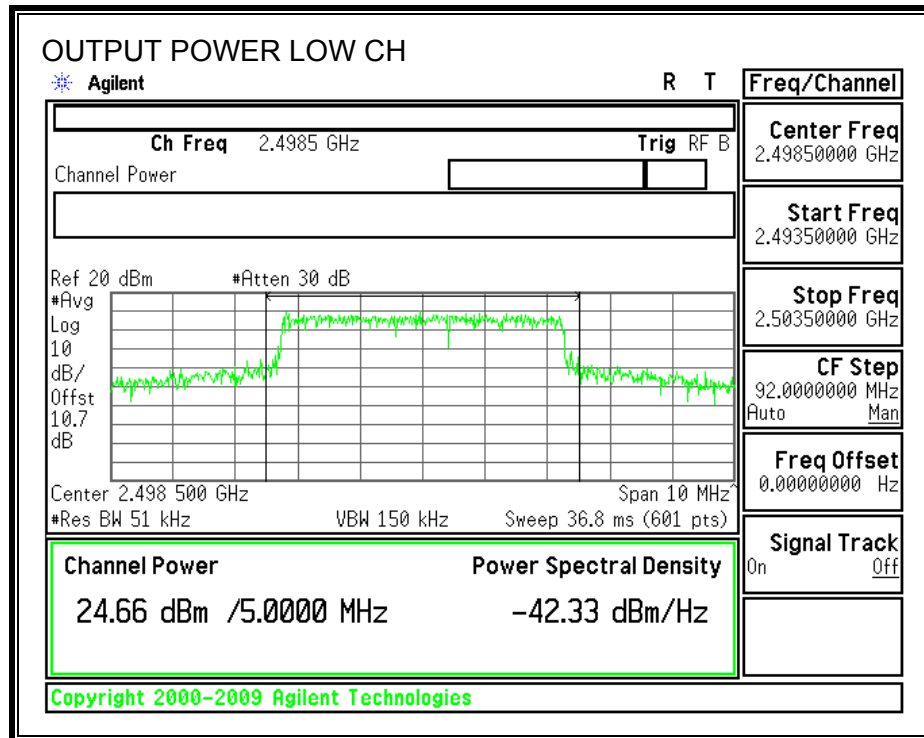 OUTPUT POWER LOW CH
Agilent
R T
Freq/Channel
Ch Freq 2.4985 GHz
Trig RF B
Channel Power
Center Freq
2.49850000 GHz
Start Freq
2.49350000 GHz
Stop Freq
2.50350000 GHz
CF Step
92.0000000 MHz
Auto Man
Freq Offset
0.00000000 Hz
Signal Track
On Off
Ref 20 dBm #Atten 30 dB
#Avg
Log
10
dB/
Offst
10.7
dB
Center 2.498 500 GHz
Span 10 MHz^
#Res BW 51 kHz VBW 150 kHz Sweep 36.8 ms (601 pts)
Channel Power
Power Spectral Density
24.66 dBm /5.0000 MHz
-42.33 dBm/Hz
Copyright 2000-2009 Agilent Technologies